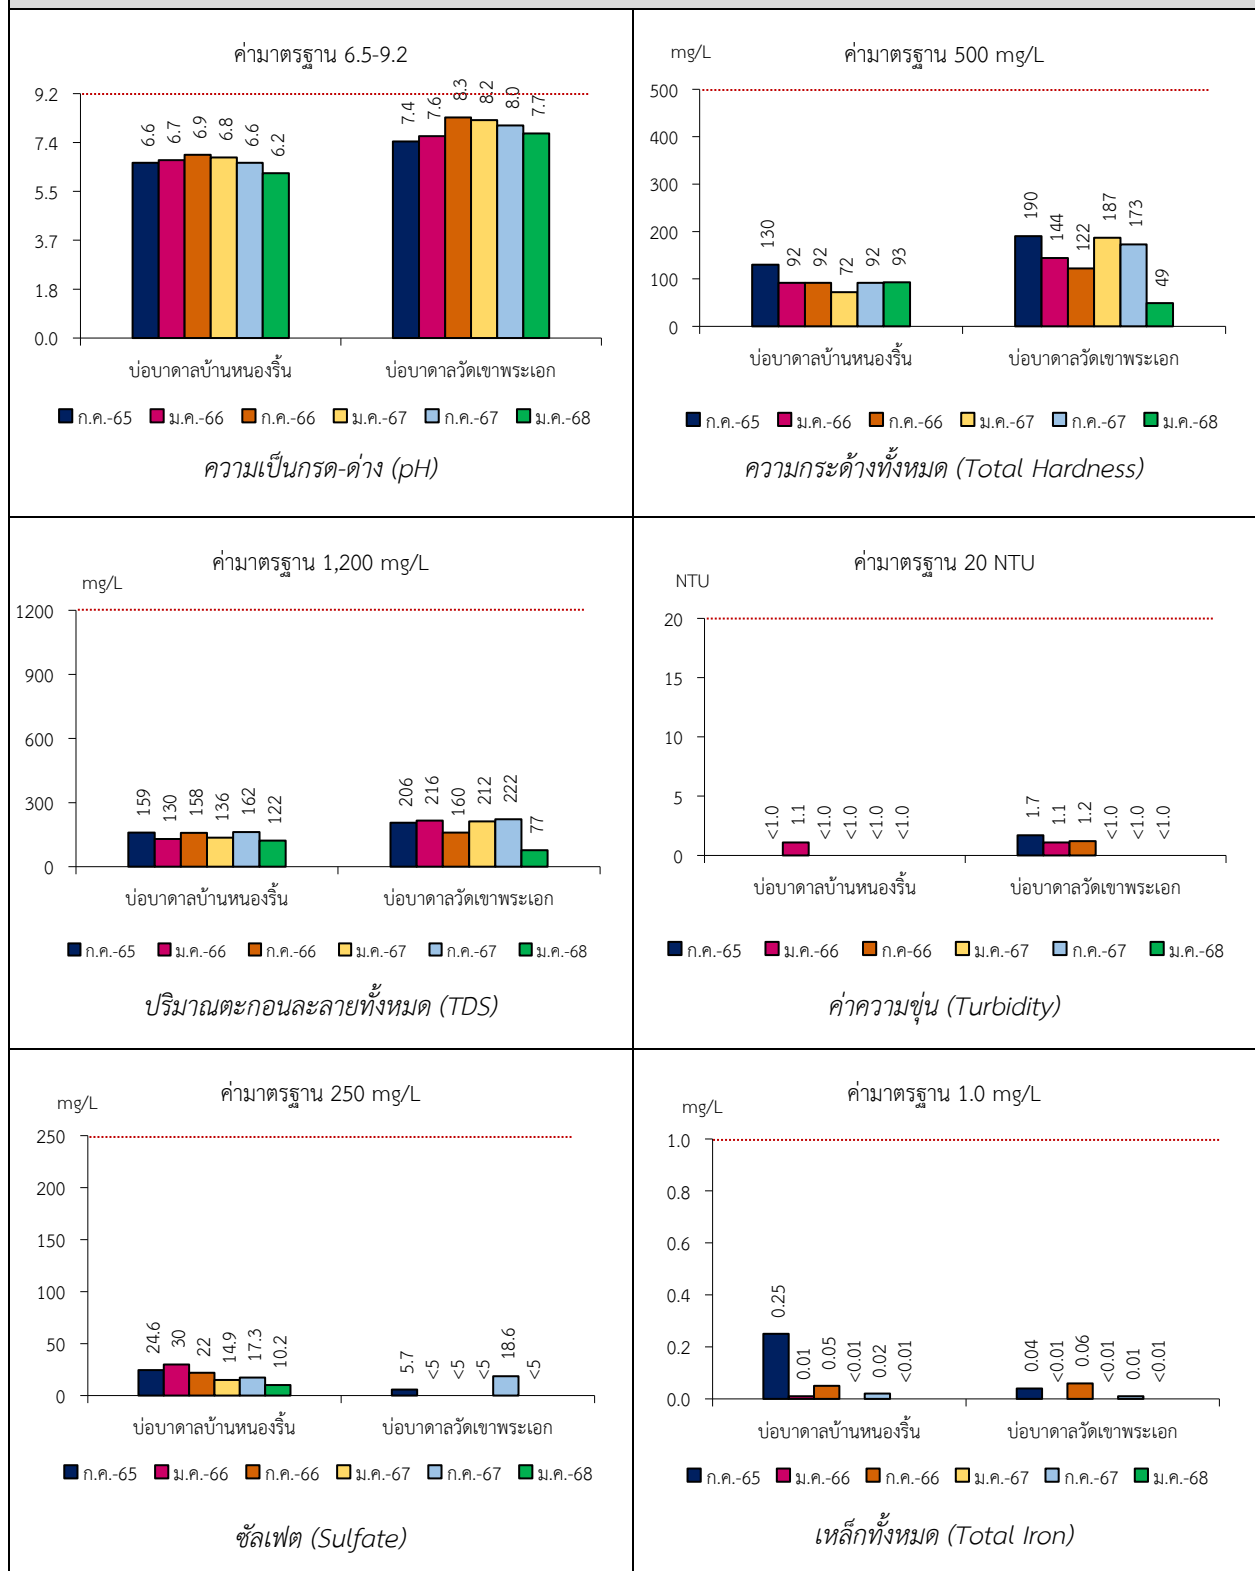 ค่ามาตรฐาน 6.5-9.2
9.2
7.4
5.5
3.7
1.8
0.0
6.6 6.7 6.9 6.8 6.6 6.2
7.4 7.6 8.3 8.2 8.0 7.7
บ่อบาดาลบ้านหนองริ้น บ่อบาดาลวัดเขาพระเอก
ก.ค.-65 ม.ค.-66 ก.ค.-66 ม.ค.-67 ก.ค.-67 ม.ค.-68
ความเป็นกรด-ด่าง (pH)
mg/L ค่ามาตรฐาน 500 mg/L
500
400
300
200
100
0
130 92 92 72 92 93
190 144 122 187 173 49
บ่อบาดาลบ้านหนองริ้น บ่อบาดาลวัดเขาพระเอก
ก.ค.-65 ม.ค.-66 ก.ค.-66 ม.ค.-67 ก.ค.-67 ม.ค.-68
ความกระด้างทั้งหมด (Total Hardness)
ค่ามาตรฐาน 1,200 mg/L
mg/L
1200
900
600
300
0
159 130 158 136 162 122
206 216 160 212 222 77
บ่อบาดาลบ้านหนองริ้น บ่อบาดาลวัดเขาพระเอก
ก.ค.-65 ม.ค.-66 ก.ค.-66 ม.ค.-67 ก.ค.-67 ม.ค.-68
ปริมาณตะกอนละลายทั้งหมด (TDS)
ค่ามาตรฐาน 20 NTU
NTU
20
15
10
5
0
<1.0 1.1 <1.0 <1.0 <1.0 <1.0
1.7 1.1 1.2 <1.0 <1.0 <1.0
บ่อบาดาลบ้านหนองริ้น บ่อบาดาลวัดเขาพระเอก
ก.ค.-65 ม.ค.-66 ก.ค.-66 ม.ค.-67 ก.ค.-67 ม.ค.-68
ค่าความขุ่น (Turbidity)
ค่ามาตรฐาน 250 mg/L
mg/L
250
200
150
100
50
0
24.6 30 22 14.9 17.3 10.2
5.7 <5 <5 <5 18.6 <5
บ่อบาดาลบ้านหนองริ้น บ่อบาดาลวัดเขาพระเอก
ก.ค.-65 ม.ค.-66 ก.ค.-66 ม.ค.-67 ก.ค.-67 ม.ค.-68
ซัลเฟต (Sulfate)
ค่ามาตรฐาน 1.0 mg/L
mg/L
1.0
0.8
0.6
0.4
0.2
0.0
0.25 0.01 0.05 <0.01 0.02 <0.01
0.04 <0.01 0.06 <0.01 0.01 <0.01
บ่อบาดาลบ้านหนองริ้น บ่อบาดาลวัดเขาพระเอก
ก.ค.-65 ม.ค.-66 ก.ค.-66 ม.ค.-67 ก.ค.-67 ม.ค.-68
เหล็กทั้งหมด (Total Iron)